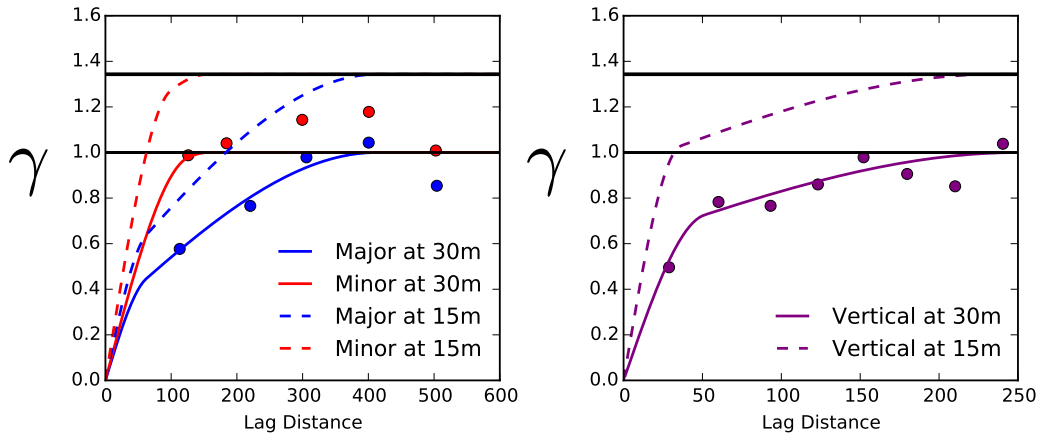 1.6
1.4
1.2
1.0
0.8
0.6
0.4
0.2
0.0
γ
Major at 30m
Minor at 30m
Major at 15m
Minor at 15m
0 100 200 300 400 500 600
Lag Distance
1.6
1.4
1.2
1.0
0.8
0.6
0.4
0.2
0.0
γ
Vertical at 30m
Vertical at 15m
0 50 100 150 200 250
Lag Distance